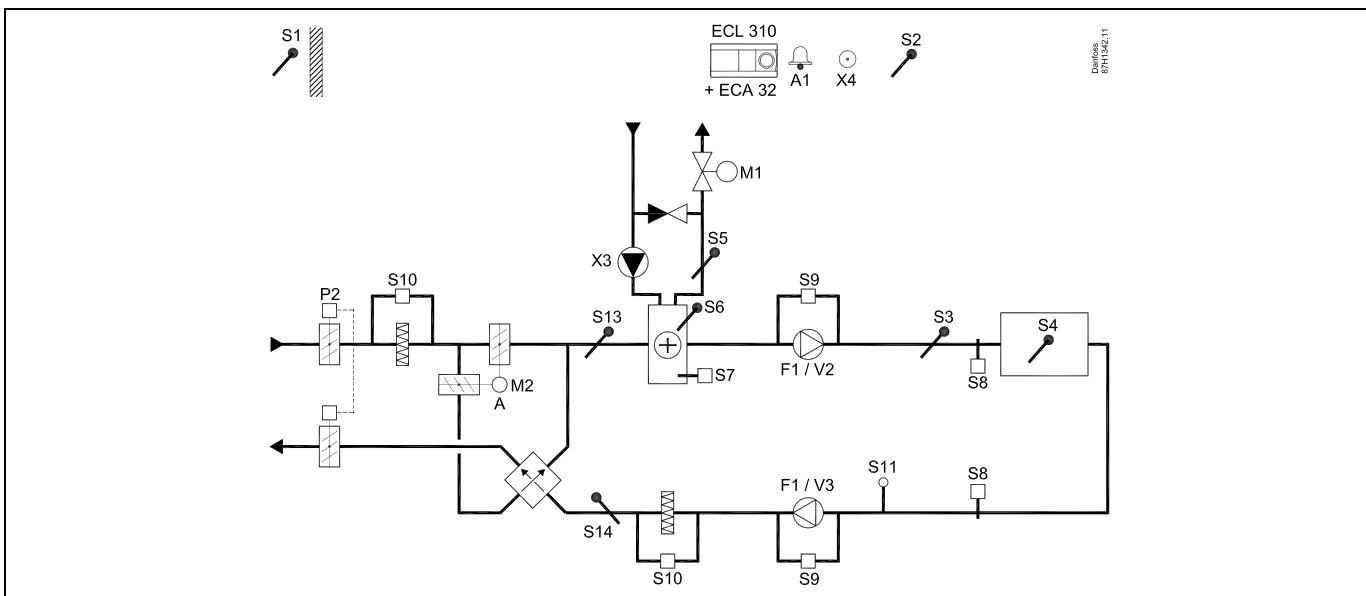 S1
ECL 310
+ ECA 32
A1
X4
S2
Danfoss
87H1342.11
M1
S5
X3
S10
P2
S13
S6
S9
S3
S4
S7
F1 / V2
S8
M2
A
S11
S8
F1 / V3
S14
S10
S9